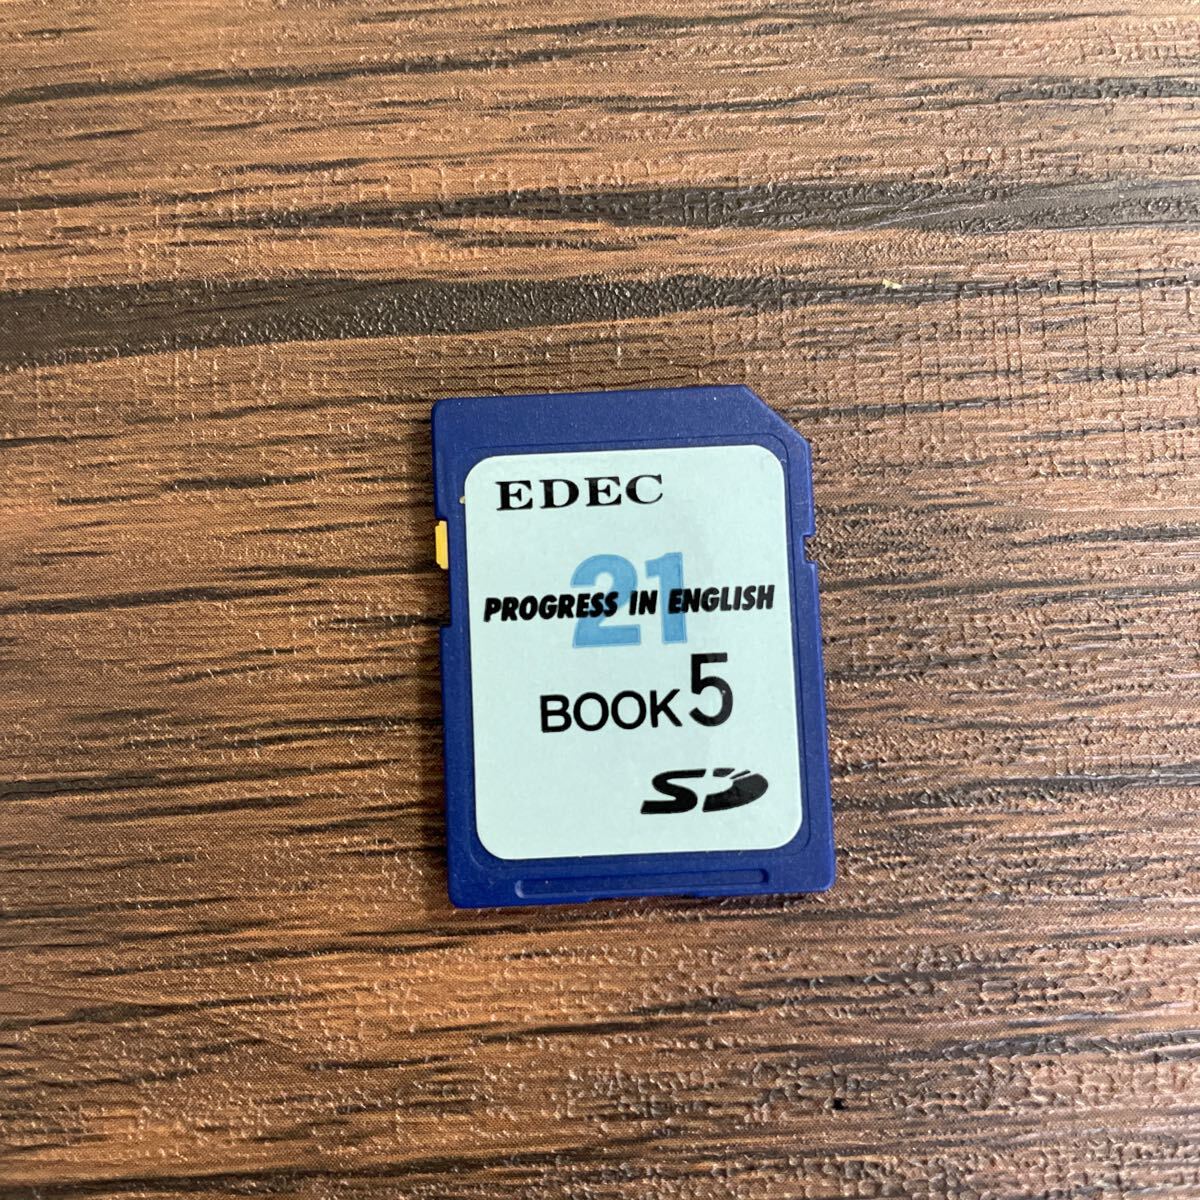 EDEC
21
PROGRESS IN ENGLISH
BOOK 5
SD